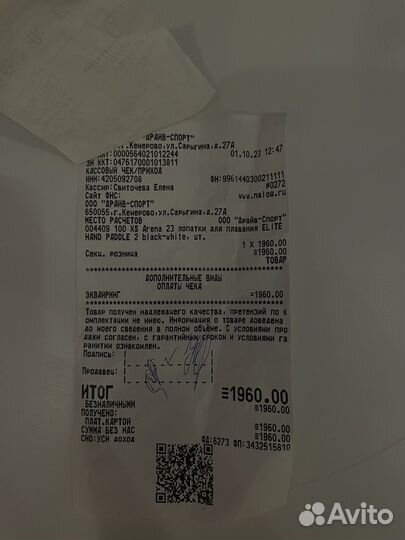 "ДРАЙВ-СПОРТ"
г.Кемерово,ул.Сарыгина,д.27А
ККТ:0000564021012244 01.10.23 12:47
ЗН ККТ:0476170001013811
КАССОВЫЙ ЧЕК/ПРИХОД
ИНН:4205092708 ФН:9961440300211111
Кассир:Свиточева Елена #0272
Сайт ФНС: www.nalog.ru
ООО "ДРАЙВ-СПОРТ"
650055,г.Кемерово,ул.Сарыгина,д.27А
МЕСТО РАСЧЕТОВ ООО "Драйв-Спорт"
004409 100 XS Arena 23 лопатки для плавания ELITE
HAND PADDLE 2 black-white, шт.
1 X 1960.00
Секч. розница ≡1960.00
ТОВАР
ДОПОЛНИТЕЛЬНЫЕ ВИДЫ
ОПЛАТЫ ЧЕКА
ЭКВАЙРИНГ =1960.00
Товар получен надлежащего качества, претензий по к
омплектации не имею. Информация о товаре доведена
до моего сведения в полном объёме. С условиями про
дажи согласен, с гарантийным сроком и условиями га
рантии ознакомлен.
Подпись:
Продавец:
ИТОГ ≡1960.00
БЕЗНАЛИЧНЫМИ ≡1960.00
ПОЛУЧЕНО:
ПЛАТ.КАРТОЙ ≡1960.00
СУММА БЕЗ НДС ≡1960.00
СНО:УСН ДОХОД ФД:6273 ФП:3432515810
Avito